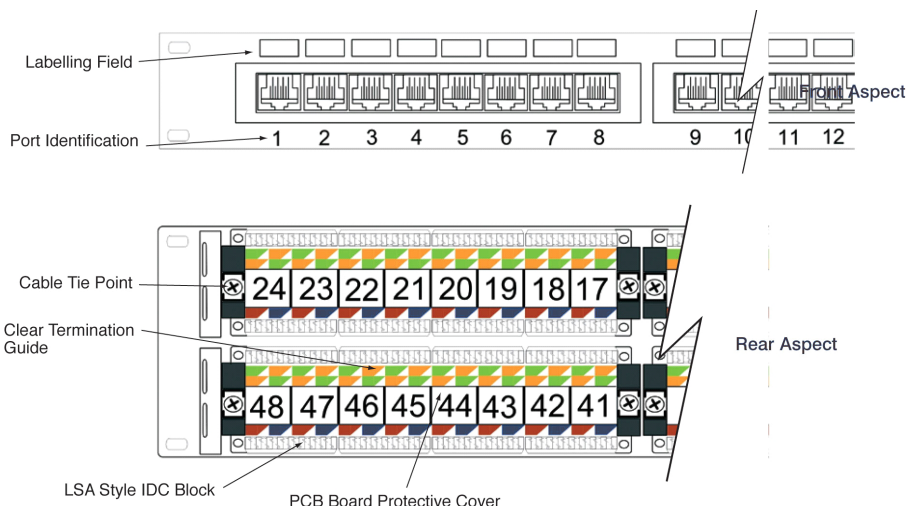 Labelling Field
Front Aspect
Port Identification
1 2 3 4 5 6 7 8 9 10 11 12
Cable Tie Point
24 23 22 21 20 19 18 17
Clear Termination
Guide
Rear Aspect
48 47 46 45 44 43 42 41
LSA Style IDC Block
PCB Board Protective Cover